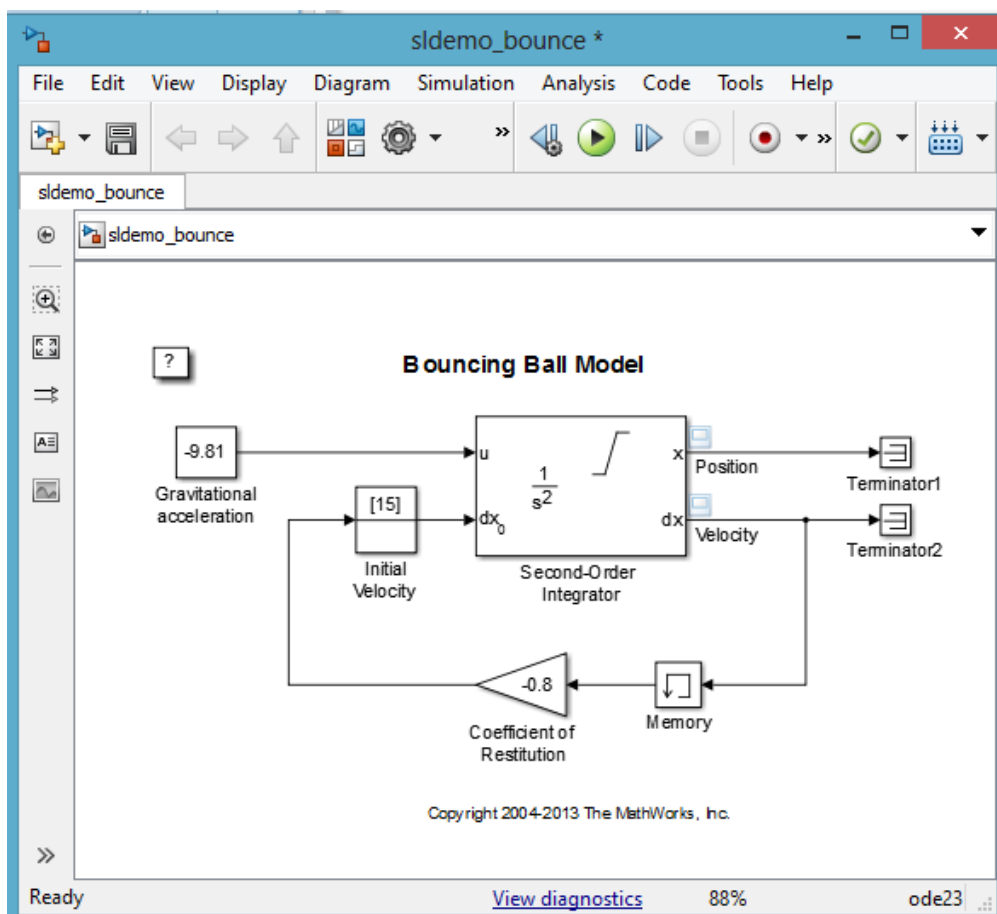 sldemo_bounce *
File Edit View Display Diagram Simulation Analysis Code Tools Help
» »
sldemo_bounce
sldemo_bounce
?
Bouncing Ball Model
-9.81
Gravitational
acceleration
[15]
Initial
Velocity
u
dx0
1
s2
x
dx
Second-Order
Integrator
Position
Velocity
Terminator1
Terminator2
-0.8
Coefficient of
Restitution
Memory
Copyright 2004-2013 The MathWorks, Inc.
»
Ready View diagnostics 88% ode23